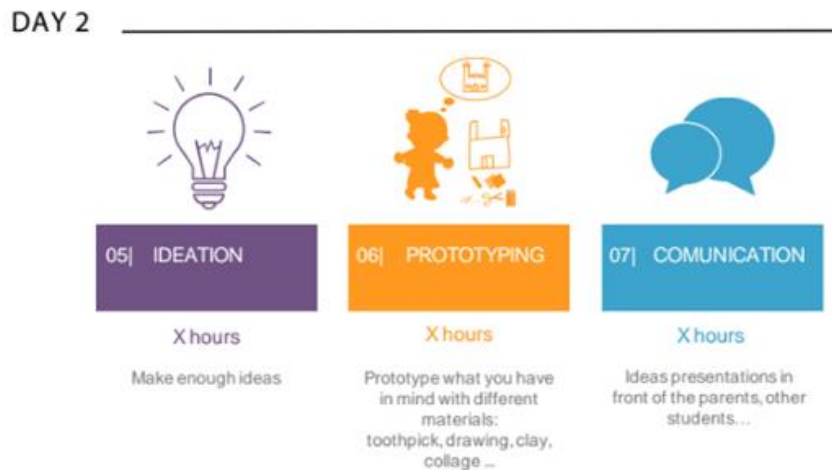 DAY 2
05| IDEATION
06| PROTOTYPING
07| COMUNICATION
X hours
X hours
X hours
Make enough ideas
Prototype what you have
in mind with different
materials:
toothpick, drawing, clay,
collage ...
Ideas presentations in
front of the parents, other
students...